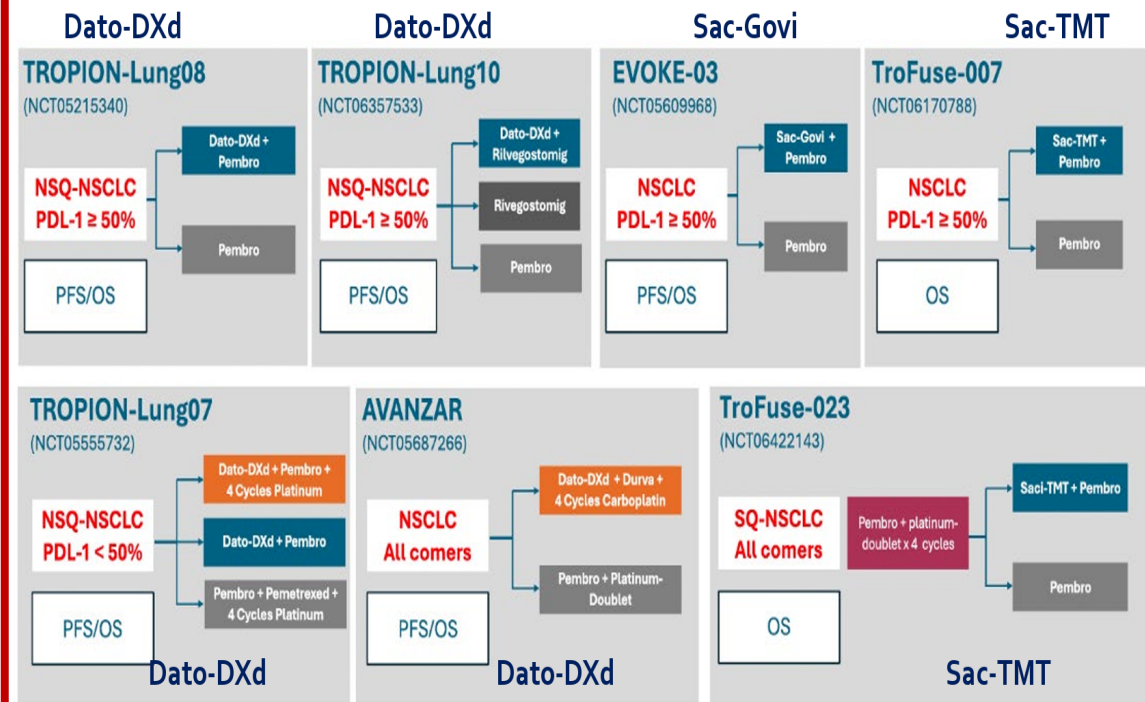 Dato-DXd
Dato-DXd
Sac-Govi
Sac-TMT
TROPION-Lung08
(NCT05215340)
Dato-DXd +
Pembro
NSQ-NSCLC
PDL-1 ≥ 50%
Pembro
PFS/OS
TROPION-Lung10
(NCT06357533)
Dato-DXd +
Rilvegostomig
NSQ-NSCLC
PDL-1 ≥ 50%
Rivegostomig
Pembro
PFS/OS
EVOKE-03
(NCT05609968)
Sac-Govi +
Pembro
NSCLC
PDL-1 ≥ 50%
Pembro
PFS/OS
TroFuse-007
(NCT06170788)
Sac-TMT +
Pembro
NSCLC
PDL-1 ≥ 50%
Pembro
OS
TROPION-Lung07
(NCT05555732)
Dato-DXd + Pembro +
4 Cycles Platinum
NSQ-NSCLC
PDL-1 < 50%
Dato-DXd + Pembro
Pembro + Pemetrexed +
4 Cycles Platinum
PFS/OS
Dato-DXd
AVANZAR
(NCT05687266)
Dato-DXd + Durva +
4 Cycles Carboplatin
NSCLC
All comers
Pembro + Platinum-
Doublet
PFS/OS
Dato-DXd
TroFuse-023
(NCT06422143)
Saci-TMT + Pembro
SQ-NSCLC
All comers
Pembro + platinum-
doublet x 4 cycles
Pembro
OS
Sac-TMT